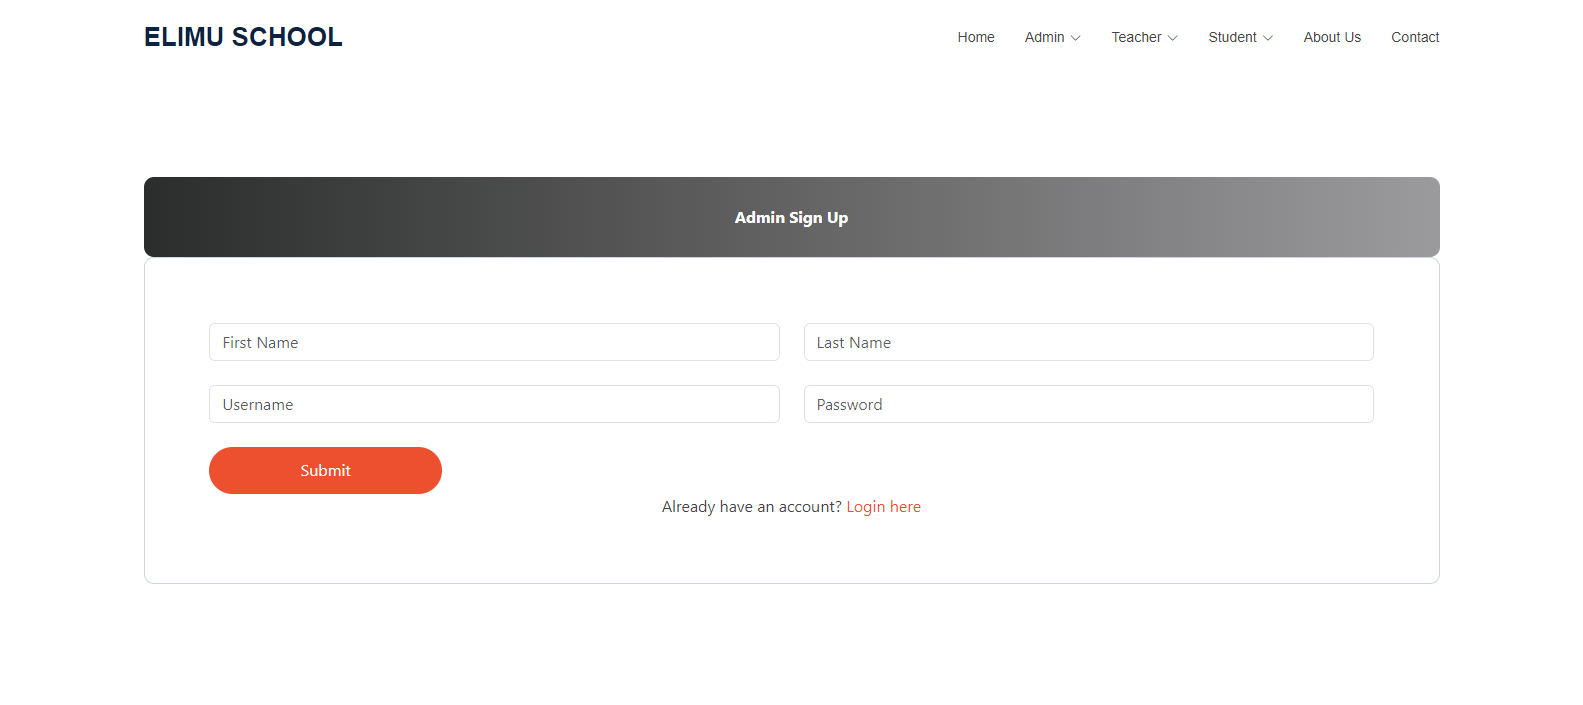 ELIMU SCHOOL Home Admin Teacher Student About Us Contact
Admin Sign Up
First Name Last Name
Username Password
Submit
Already have an account? Login here